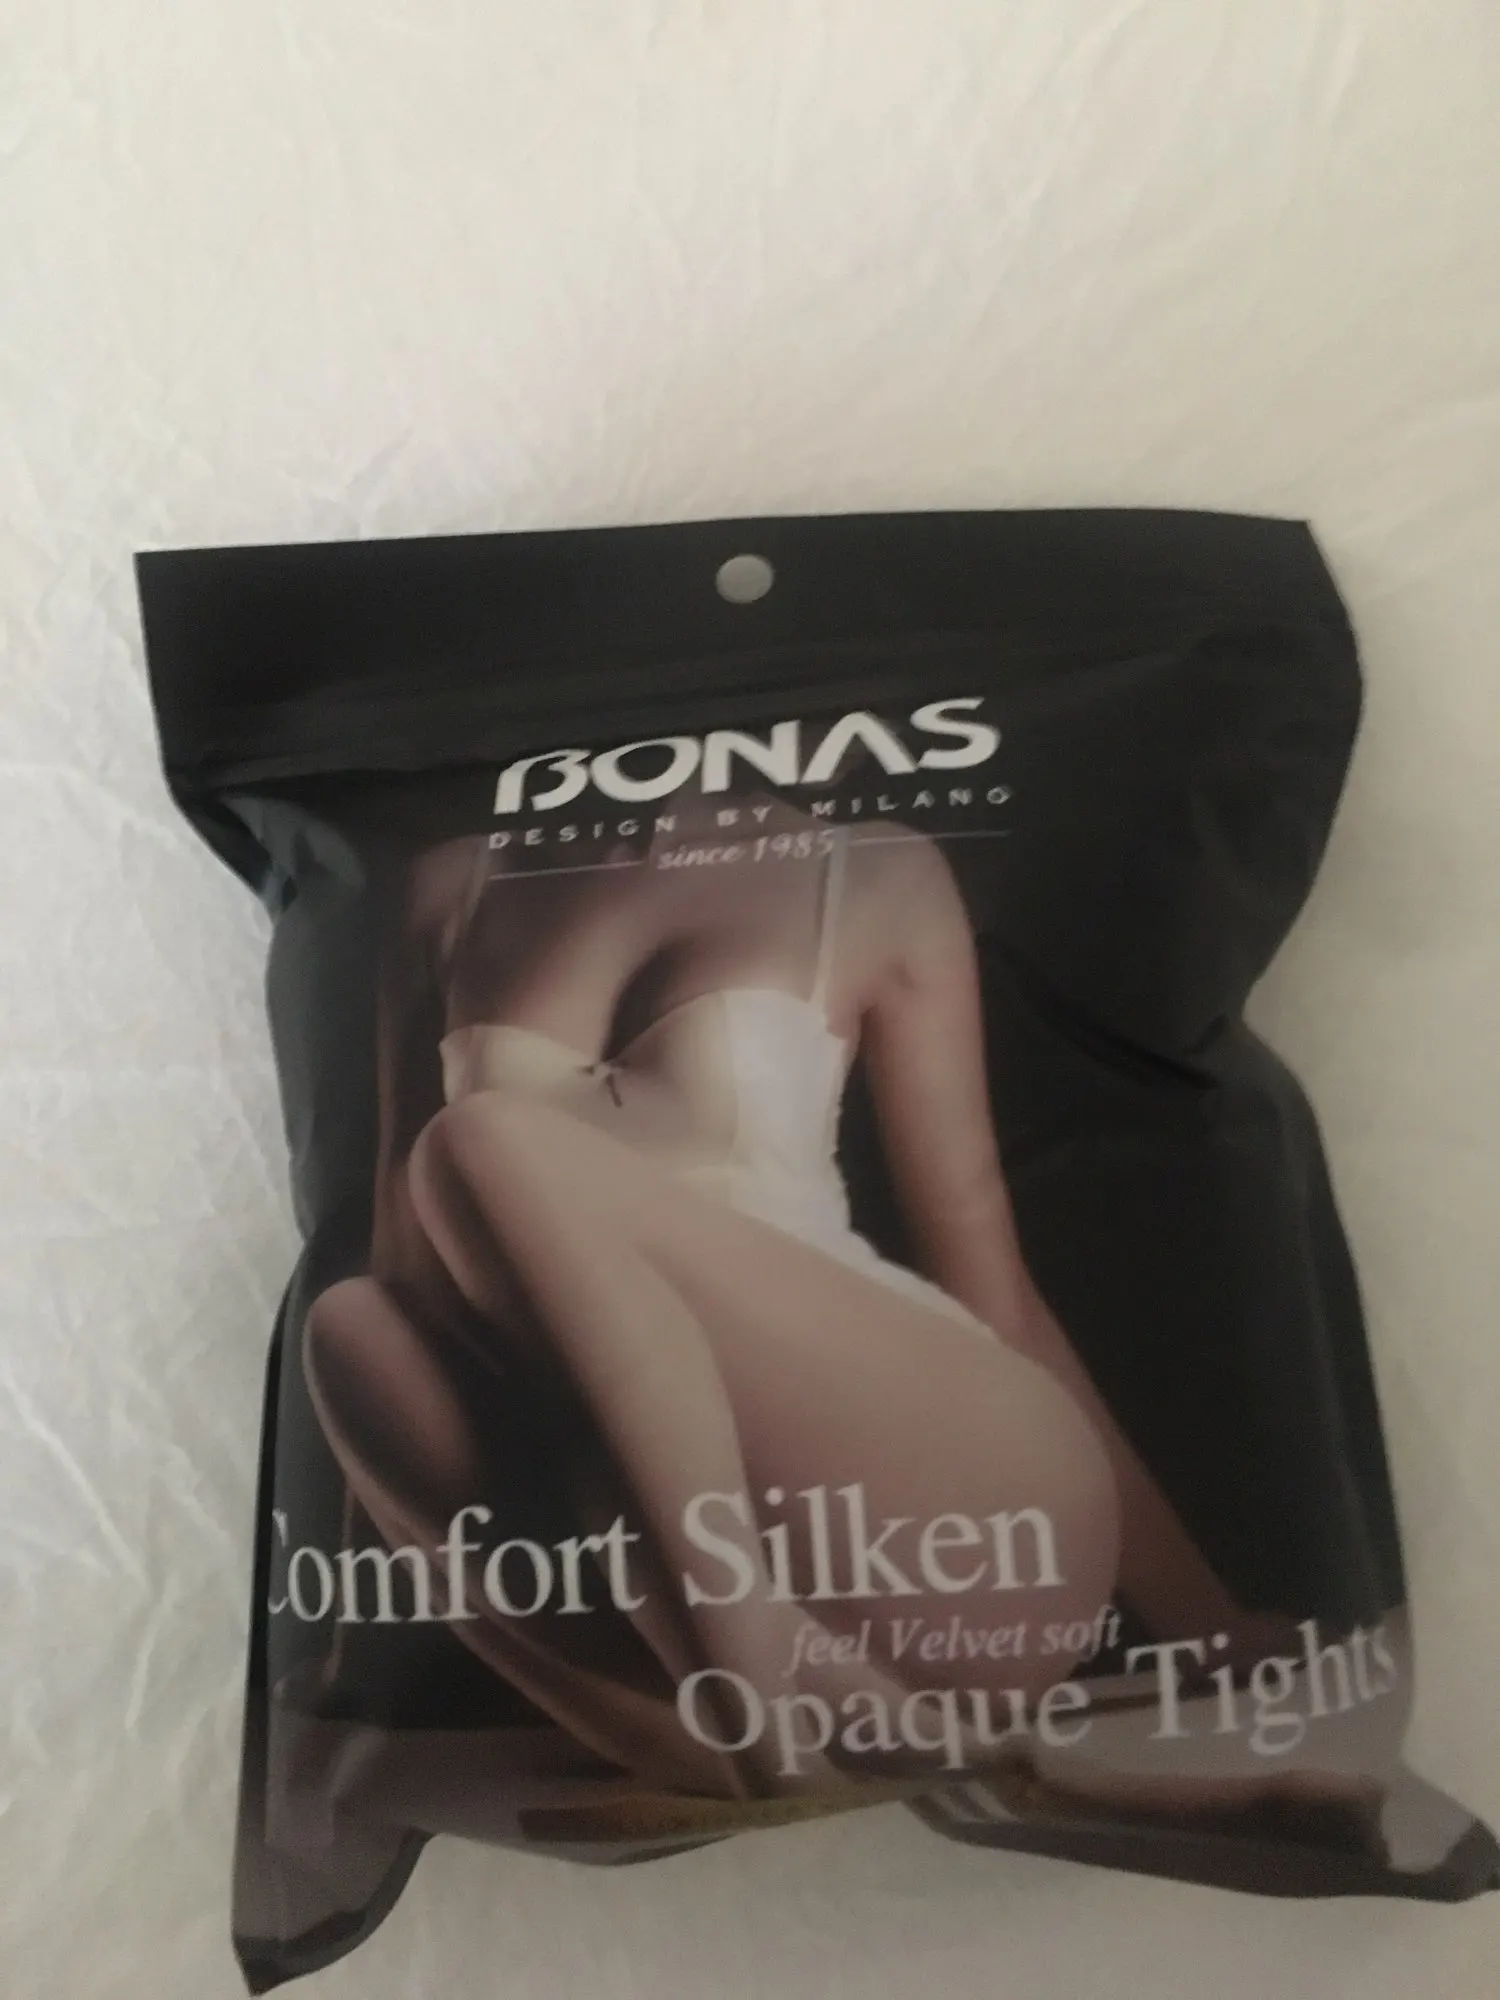 BONAS
DESIGN BY MILANO
since 1985
Comfort Silken
feel Velvet soft
Opaque Tights